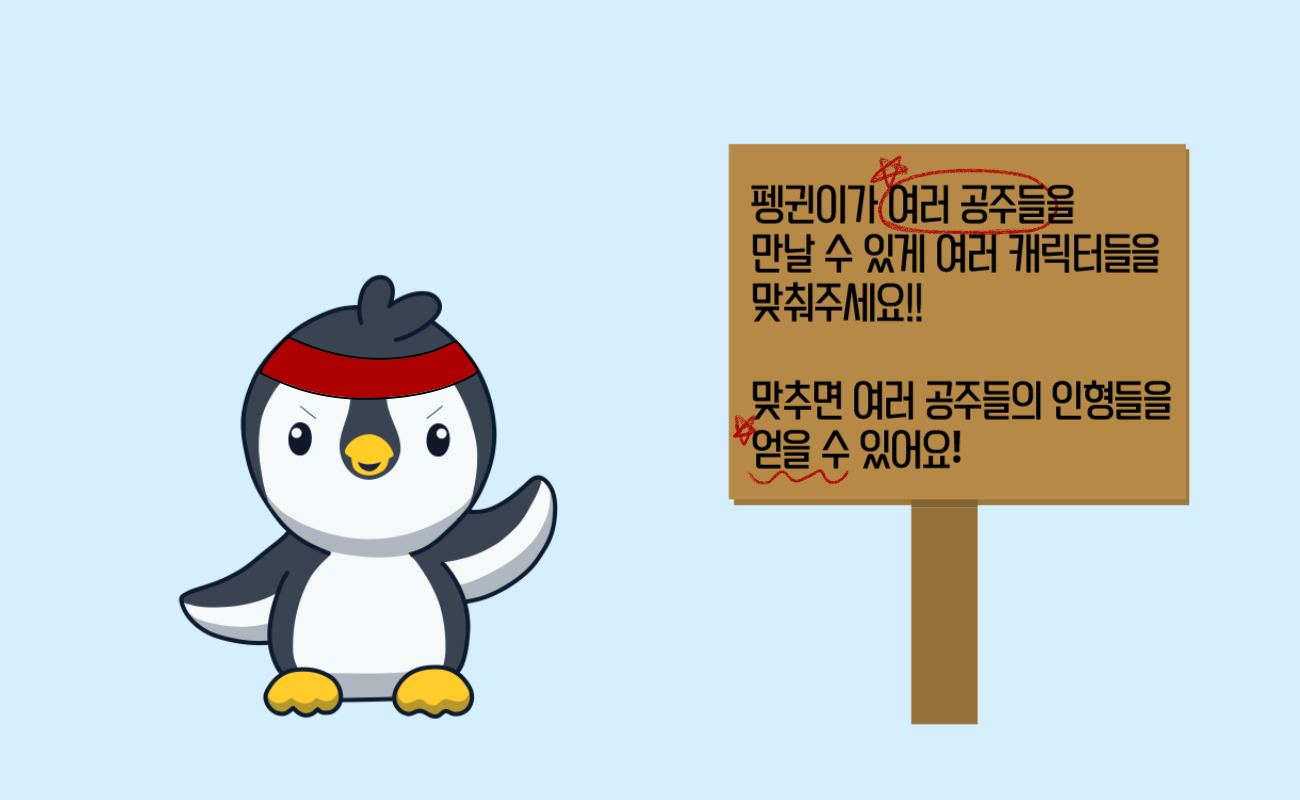 펭귄이가 여러 공주들을
만날 수 있게 여러 캐릭터들을
맞춰주세요!!
맞추면 여러 공주들의 인형들을
얻을 수 있어요!